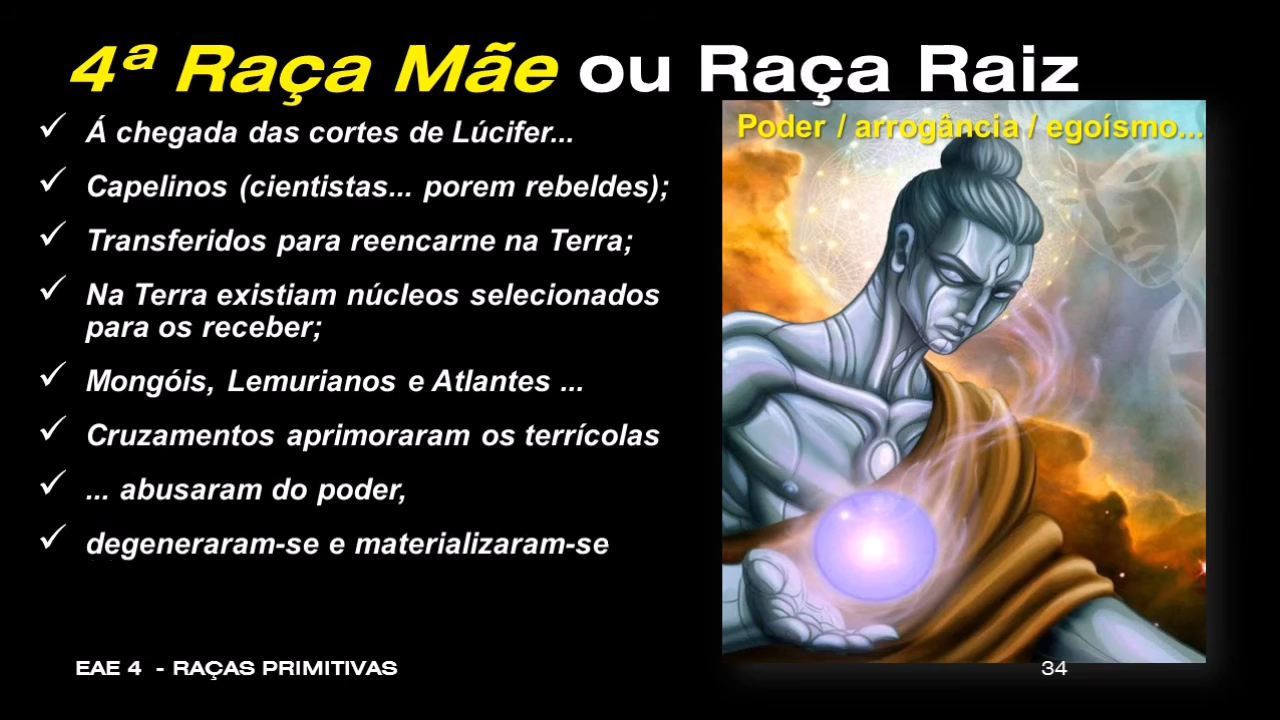 4ª Raça Mãe ou Raça Raiz
Poder / arrogância / egoísmo...
Á chegada das cortes de Lúcifer...
Capelinos (cientistas... porem rebeldes);
Transferidos para reencarne na Terra;
Na Terra existiam núcleos selecionados
para os receber;
Mongóis, Lemurianos e Atlantes ...
Cruzamentos aprimoraram os terrícolas
... abusaram do poder,
degeneraram-se e materializaram-se
EAE 4 - RAÇAS PRIMITIVAS
34